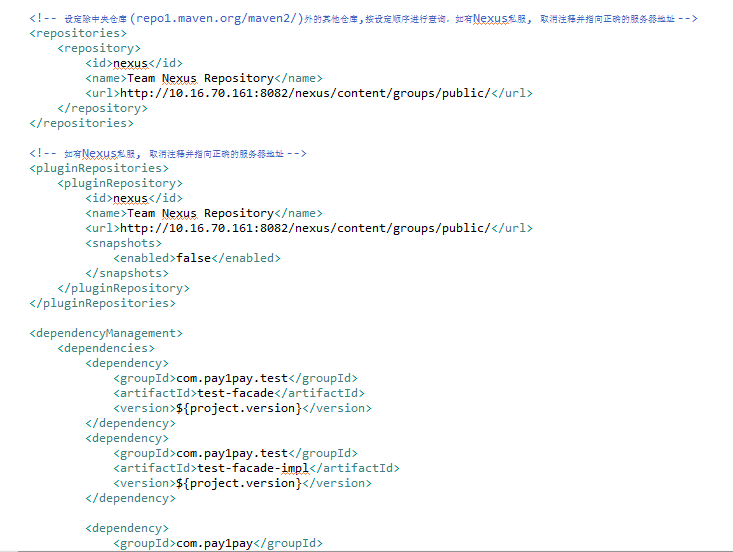 <!-- 设定除中央仓库(repo1.maven.org/maven2/)外的其他仓库,按设定顺序进行查询. 如有Nexus私服, 取消注释并指向正确的服务器地址 -->
<repositories>
<repository>
<id>nexus</id>
<name>Team Nexus Repository</name>
<url>http://10.16.70.161:8082/nexus/content/groups/public/</url>
</repository>
</repositories>
<!-- 如有Nexus私服, 取消注释并指向正确的服务器地址 -->
<pluginRepositories>
<pluginRepository>
<id>nexus</id>
<name>Team Nexus Repository</name>
<url>http://10.16.70.161:8082/nexus/content/groups/public/</url>
<snapshots>
<enabled>false</enabled>
</snapshots>
</pluginRepository>
</pluginRepositories>
<dependencyManagement>
<dependencies>
<dependency>
<groupId>com.pay1pay.test</groupId>
<artifactId>test-facade</artifactId>
<version>${project.version}</version>
</dependency>
<dependency>
<groupId>com.pay1pay.test</groupId>
<artifactId>test-facade-impl</artifactId>
<version>${project.version}</version>
</dependency>
<dependency>
<groupId>com.pay1pay</groupId>